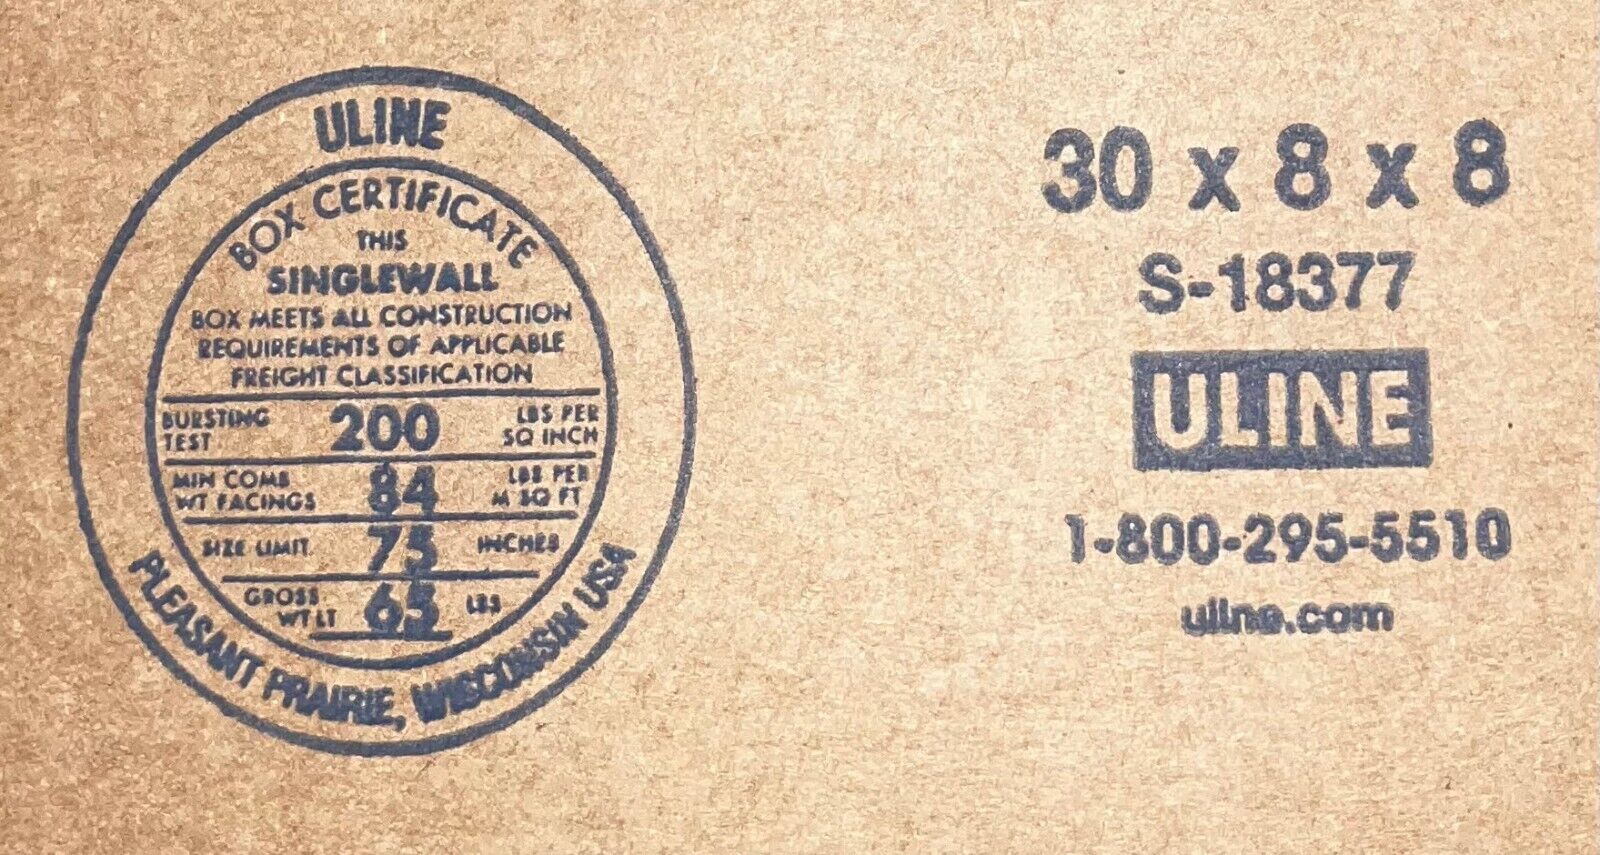 ULINE
BOX CERTIFICATE
THIS
SINGLEWALL
BOX MEETS ALL CONSTRUCTION
REQUIREMENTS OF APPLICABLE
FREIGHT CLASSIFICATION
BURSTING TEST 200 LBS PER SQ INCH
MIN COMB WT FACINGS 84 LBS PER M SQ FT
SIZE LIMIT 75 INCHES
GROSS WT LT 65 LBS
PLEASANT PRAIRIE, WISCONSIN USA
30 x 8 x 8
S-18377
ULINE
1-800-295-5510
uline.com